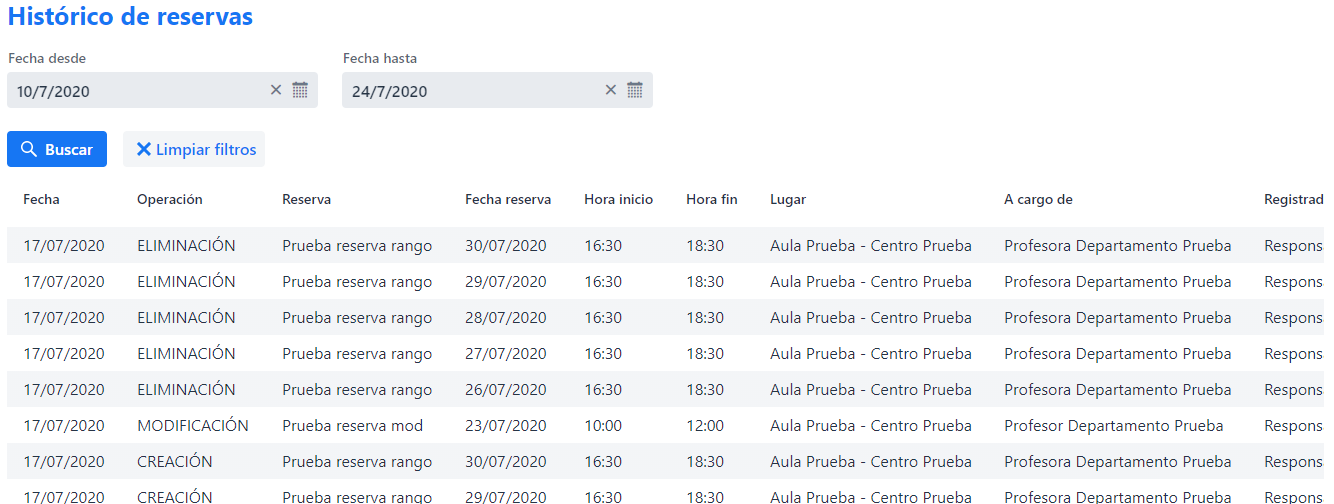 Histórico de reservas
Fecha desde Fecha hasta
10/7/2020 24/7/2020
Buscar Limpiar filtros
Fecha Operación Reserva Fecha reserva Hora inicio Hora fin Lugar A cargo de Registrad
17/07/2020 ELIMINACIÓN Prueba reserva rango 30/07/2020 16:30 18:30 Aula Prueba - Centro Prueba Profesora Departamento Prueba Respons
17/07/2020 ELIMINACIÓN Prueba reserva rango 29/07/2020 16:30 18:30 Aula Prueba - Centro Prueba Profesora Departamento Prueba Respons
17/07/2020 ELIMINACIÓN Prueba reserva rango 28/07/2020 16:30 18:30 Aula Prueba - Centro Prueba Profesora Departamento Prueba Respons
17/07/2020 ELIMINACIÓN Prueba reserva rango 27/07/2020 16:30 18:30 Aula Prueba - Centro Prueba Profesora Departamento Prueba Respons
17/07/2020 ELIMINACIÓN Prueba reserva rango 26/07/2020 16:30 18:30 Aula Prueba - Centro Prueba Profesora Departamento Prueba Respons
17/07/2020 MODIFICACIÓN Prueba reserva mod 23/07/2020 10:00 12:00 Aula Prueba - Centro Prueba Profesor Departamento Prueba Respons
17/07/2020 CREACIÓN Prueba reserva rango 30/07/2020 16:30 18:30 Aula Prueba - Centro Prueba Profesora Departamento Prueba Respons
17/07/2020 CREACIÓN Prueba reserva rango 29/07/2020 16:30 18:30 Aula Prueba - Centro Prueba Profesora Departamento Prueba Respons